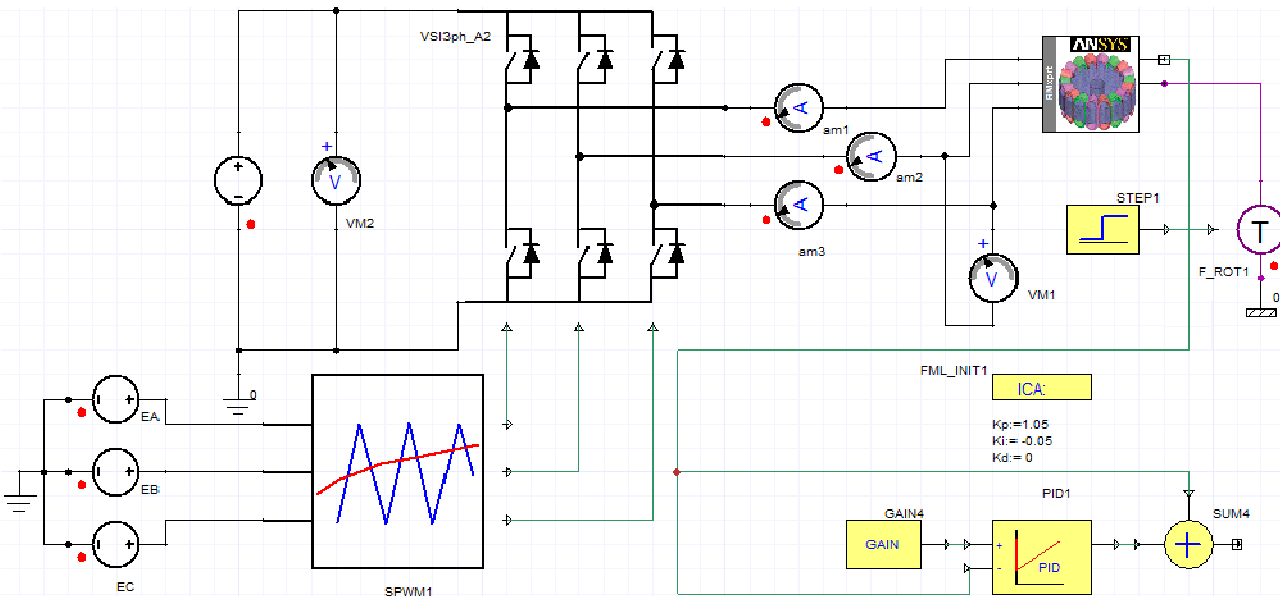 VSI3ph_A2
ANSYS
RMxprt
A
am1
+
V
VM2
+
−
A
am2
A
am3
STEP1
T
F_ROT1
0
+
V
VM1
0
FML_INIT1
ICA:
Kp:=1.05
Ki:= -0.05
Kd:= 0
EA
EB
EC
SPWM1
GAIN4
GAIN
PID1
+
-
PID
SUM4
+